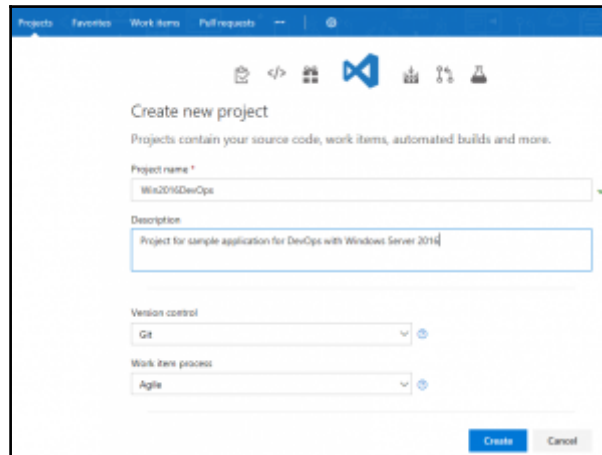 Projects Favorites Work items Pull requests
Create new project
Projects contain your source code, work items, automated builds and more.
Project name *
Win2016DevOps
Description
Project for sample application for DevOps with Windows Server 2016
Version control
Git
Work item process
Agile
Create Cancel